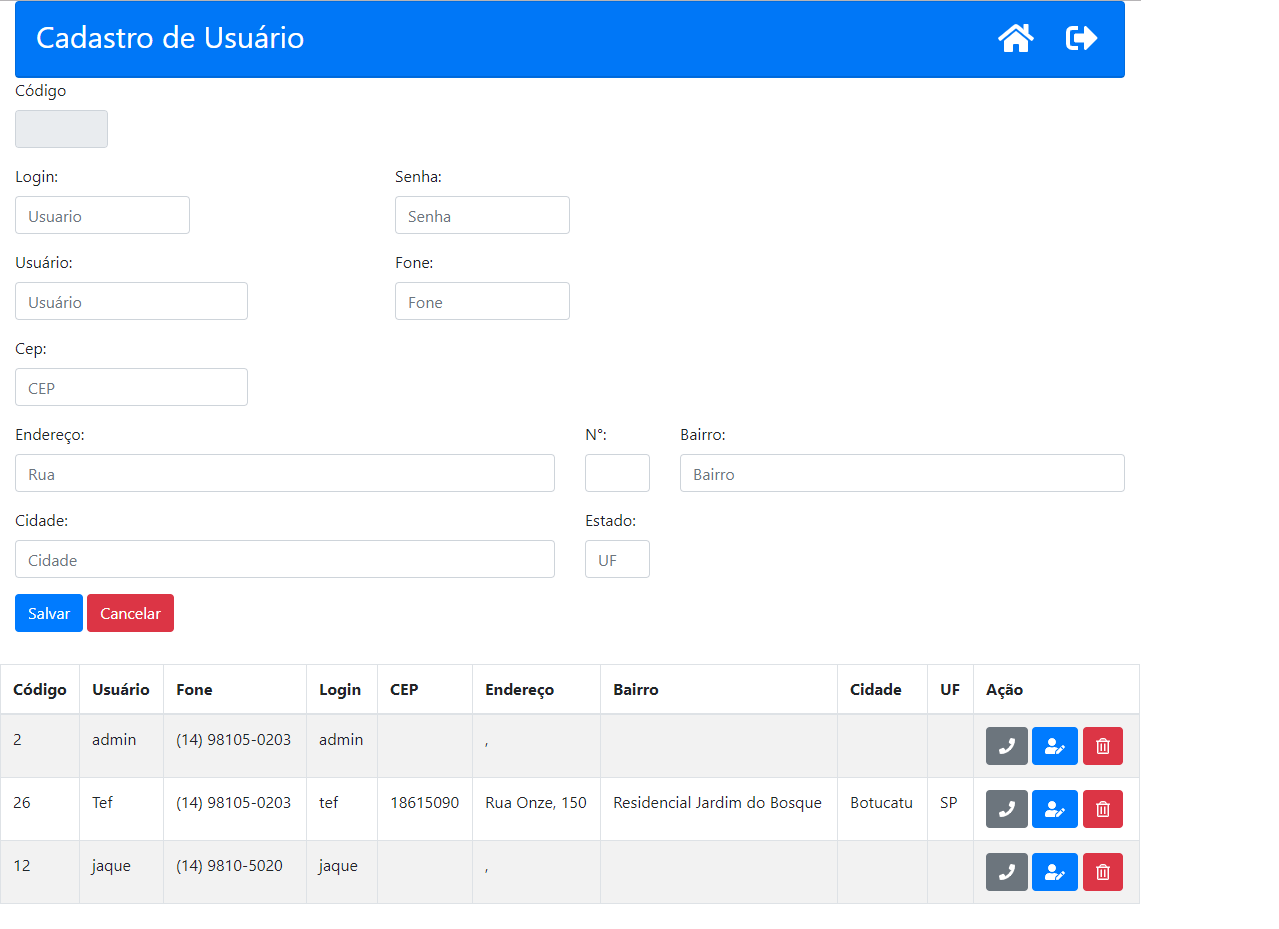 Cadastro de Usuário
Código
Login: Senha:
Usuario Senha
Usuário: Fone:
Usuário Fone
Cep:
CEP
Endereço: N°: Bairro:
Rua Bairro
Cidade: Estado:
Cidade UF
Salvar Cancelar
Código Usuário Fone Login CEP Endereço Bairro Cidade UF Ação
2 admin (14) 98105-0203 admin ,
26 Tef (14) 98105-0203 tef 18615090 Rua Onze, 150 Residencial Jardim do Bosque Botucatu SP
12 jaque (14) 9810-5020 jaque ,